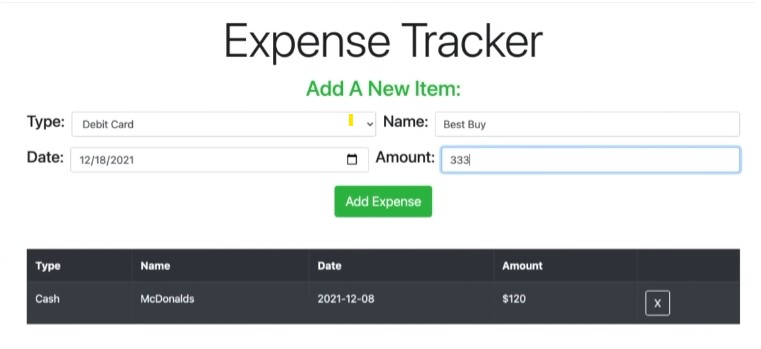 Expense Tracker
Add A New Item:
Type: Debit Card Name: Best Buy
Date: 12/18/2021 Amount: 333
Add Expense
Type Name Date Amount
Cash McDonalds 2021-12-08 $120 X